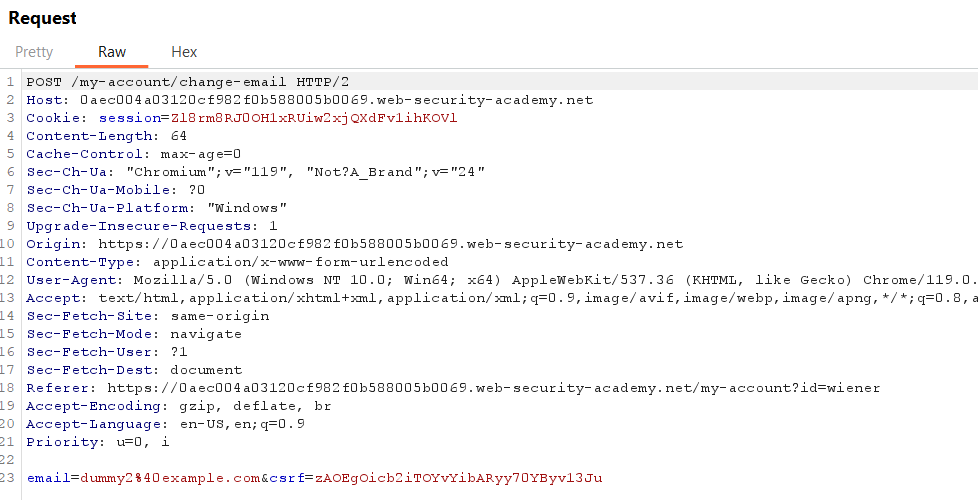 Request
Pretty Raw Hex
1 POST /my-account/change-email HTTP/2
2 Host: 0aec004a03120cf982f0b588005b0069.web-security-academy.net
3 Cookie: session=Zl8rm8RJ0OH1xRUiw2xjQXdFv1ihKOVl
4 Content-Length: 64
5 Cache-Control: max-age=0
6 Sec-Ch-Ua: "Chromium";v="119", "Not?A_Brand";v="24"
7 Sec-Ch-Ua-Mobile: ?0
8 Sec-Ch-Ua-Platform: "Windows"
9 Upgrade-Insecure-Requests: 1
10 Origin: https://0aec004a03120cf982f0b588005b0069.web-security-academy.net
11 Content-Type: application/x-www-form-urlencoded
12 User-Agent: Mozilla/5.0 (Windows NT 10.0; Win64; x64) AppleWebKit/537.36 (KHTML, like Gecko) Chrome/119.0.
13 Accept: text/html,application/xhtml+xml,application/xml;q=0.9,image/avif,image/webp,image/apng,*/*;q=0.8,a
14 Sec-Fetch-Site: same-origin
15 Sec-Fetch-Mode: navigate
16 Sec-Fetch-User: ?1
17 Sec-Fetch-Dest: document
18 Referer: https://0aec004a03120cf982f0b588005b0069.web-security-academy.net/my-account?id=wiener
19 Accept-Encoding: gzip, deflate, br
20 Accept-Language: en-US,en;q=0.9
21 Priority: u=0, i
22
23 email=dummy2%40example.com&csrf=zAOEgOicb2iTOYvYibARyy70YByv13Ju